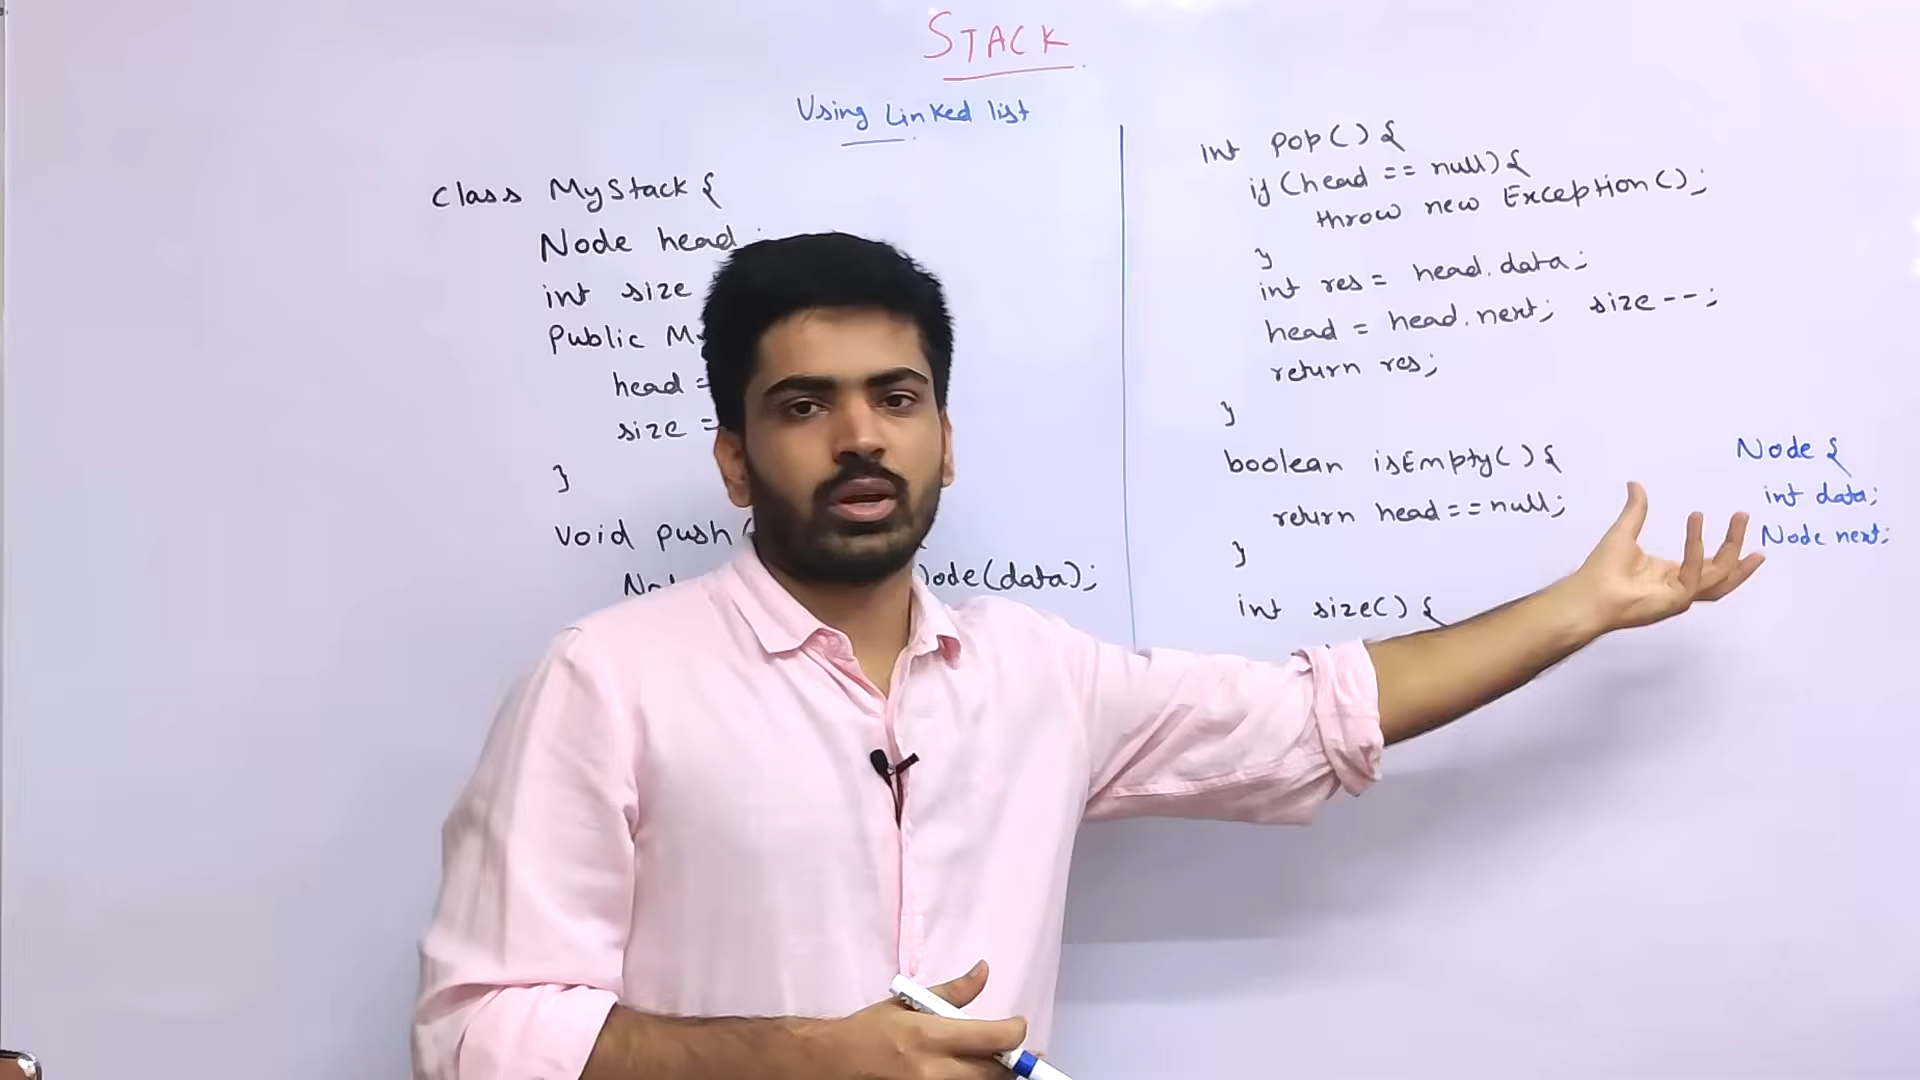 STACK
Using Linked list
class MyStack {
Node head ;
int size
Public
head =
size =
}
void push (
Node(data);
int pop() {
if (head == null) {
throw new Exception();
}
int res = head.data;
head = head.next; size--;
return res;
}
boolean isEmpty() {
return head == null;
}
int size() {
Node {
int data;
Node next;